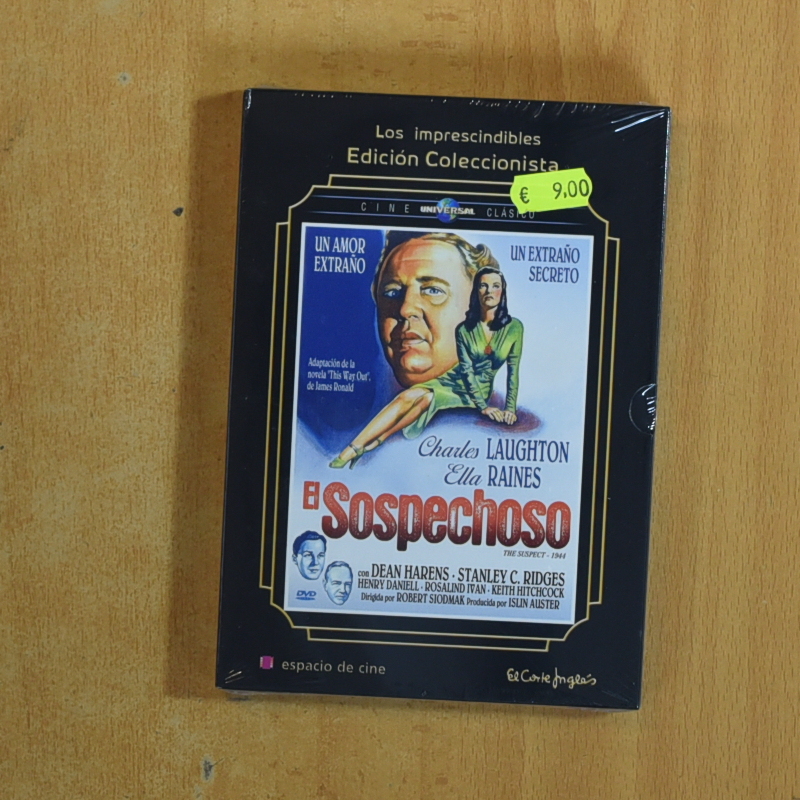 Los imprescindibles
Edición Coleccionista
€ 9,00
CINE UNIVERSAL CLÁSICO
UN AMOR
EXTRAÑO
UN EXTRAÑO
SECRETO
Adaptación de la
novela "This Way Out",
de James Ronald
Charles LAUGHTON
Ella RAINES
El Sospechoso
THE SUSPECT - 1944
con DEAN HARENS · STANLEY C. RIDGES
HENRY DANIELL · ROSALIND IVAN · KEITH HITCHCOCK
Dirigida por ROBERT SIODMAK Producida por ISLIN AUSTER
DVD
espacio de cine
El Corte Inglés